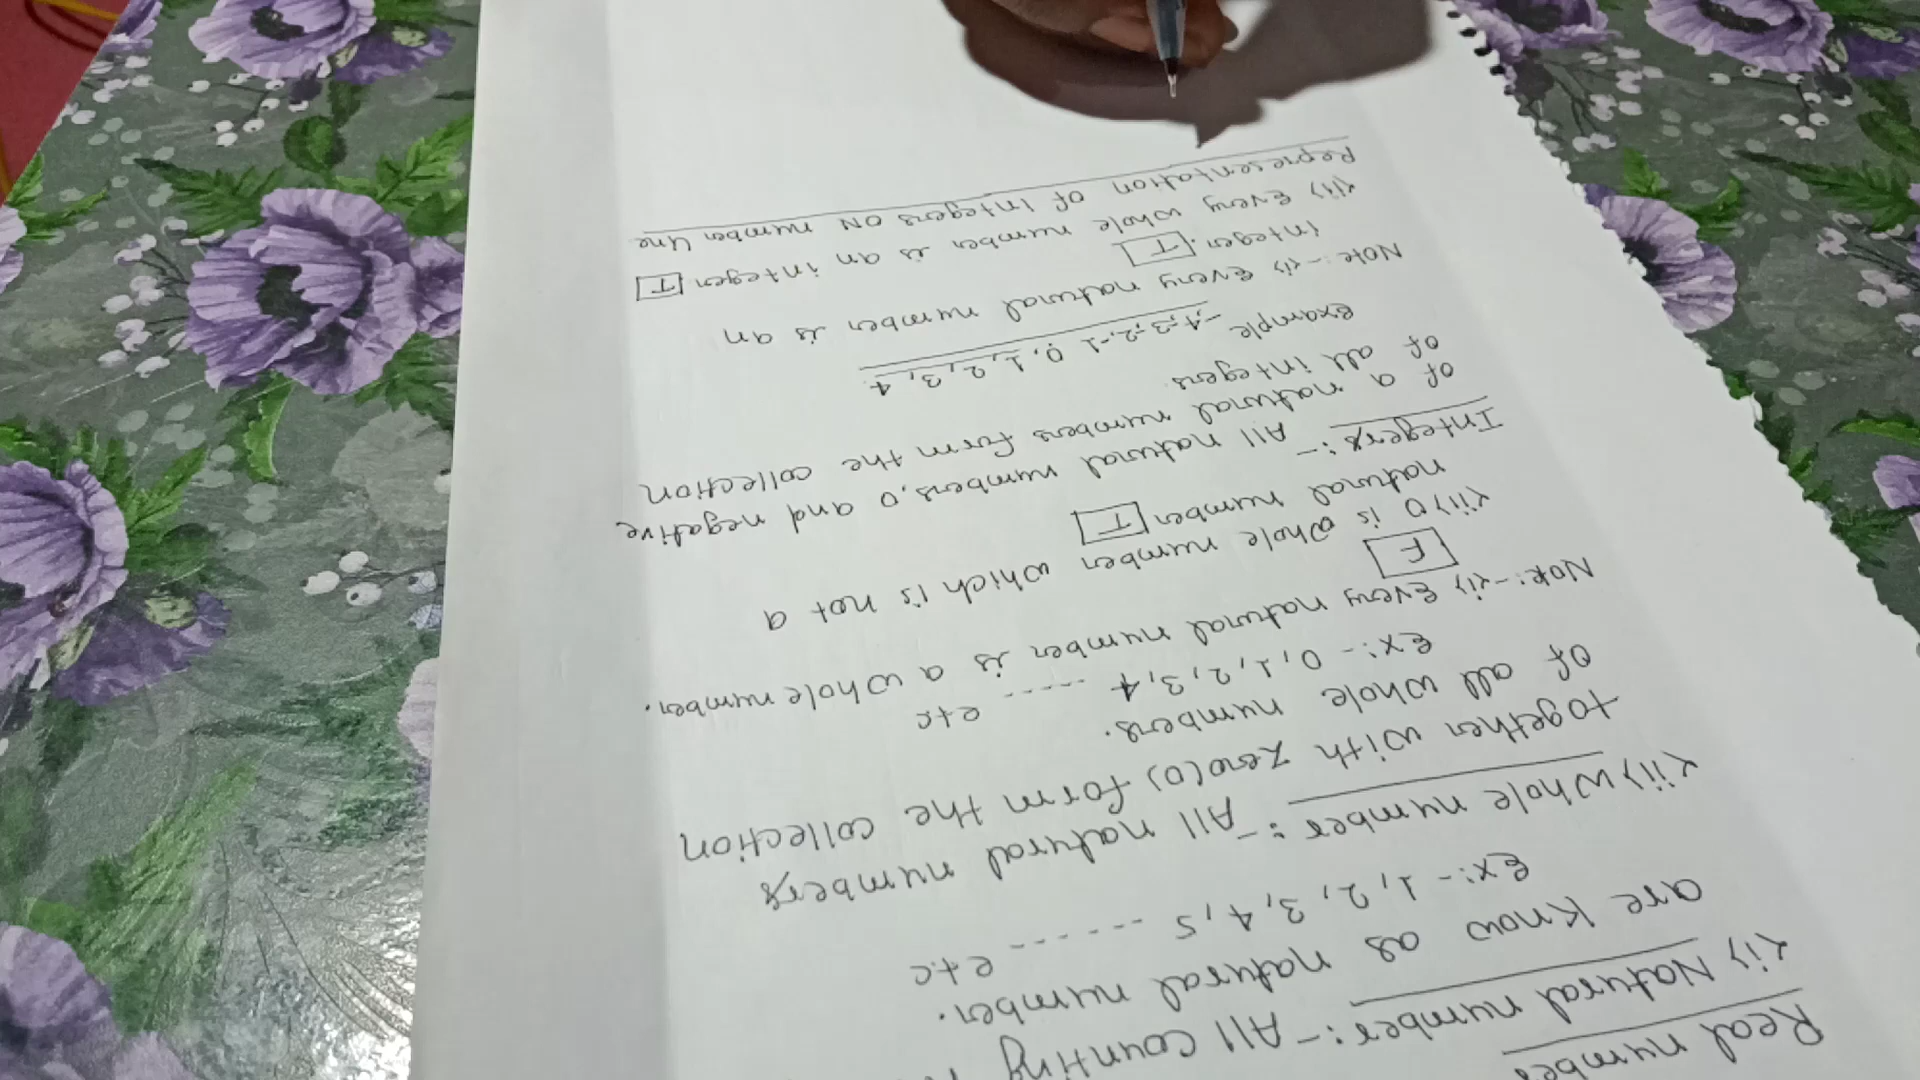 Real number
<i> Natural number:- All counting
are know as natural number.
Ex:- 1, 2, 3, 4, 5 ------- etc
<ii> whole number:- All natural numbers
together with zero(0) form the collection
of all whole numbers.
Ex:- 0, 1, 2, 3, 4 ----- etc
Note:- <i> Every natural number is a whole number.
F
<ii> 0 is whole number which is not a
natural number T
Integers:- All natural numbers, 0 and negative
of a natural numbers form the collection
of all integers
Example -4,-3,-2,-1 0, 1, 2, 3, 4.
Note:- <i> Every natural number is an
integer. T
<ii> Every whole number is an integer T
Representation of Integers on number line